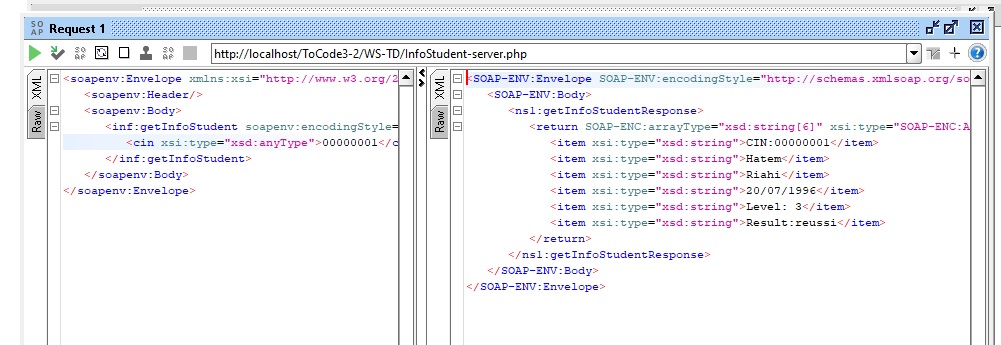 SO
AP
Request 1
SO
AP
SO
AP
http://localhost/ToCode3-2/WS-TD/InfoStudent-server.php
XML
Raw
<soapenv:Envelope xmlns:xsi="http://www.w3.org/2
<soapenv:Header/>
<soapenv:Body>
<inf:getInfoStudent soapenv:encodingStyle=
<cin xsi:type="xsd:anyType">00000001</c
</inf:getInfoStudent>
</soapenv:Body>
</soapenv:Envelope>
XML
Raw
<SOAP-ENV:Envelope SOAP-ENV:encodingStyle="http://schemas.xmlsoap.org/so
<SOAP-ENV:Body>
<ns1:getInfoStudentResponse>
<return SOAP-ENC:arrayType="xsd:string[6]" xsi:type="SOAP-ENC:A
<item xsi:type="xsd:string">CIN:00000001</item>
<item xsi:type="xsd:string">Hatem</item>
<item xsi:type="xsd:string">Riahi</item>
<item xsi:type="xsd:string">20/07/1996</item>
<item xsi:type="xsd:string">Level: 3</item>
<item xsi:type="xsd:string">Result:reussi</item>
</return>
</ns1:getInfoStudentResponse>
</SOAP-ENV:Body>
</SOAP-ENV:Envelope>